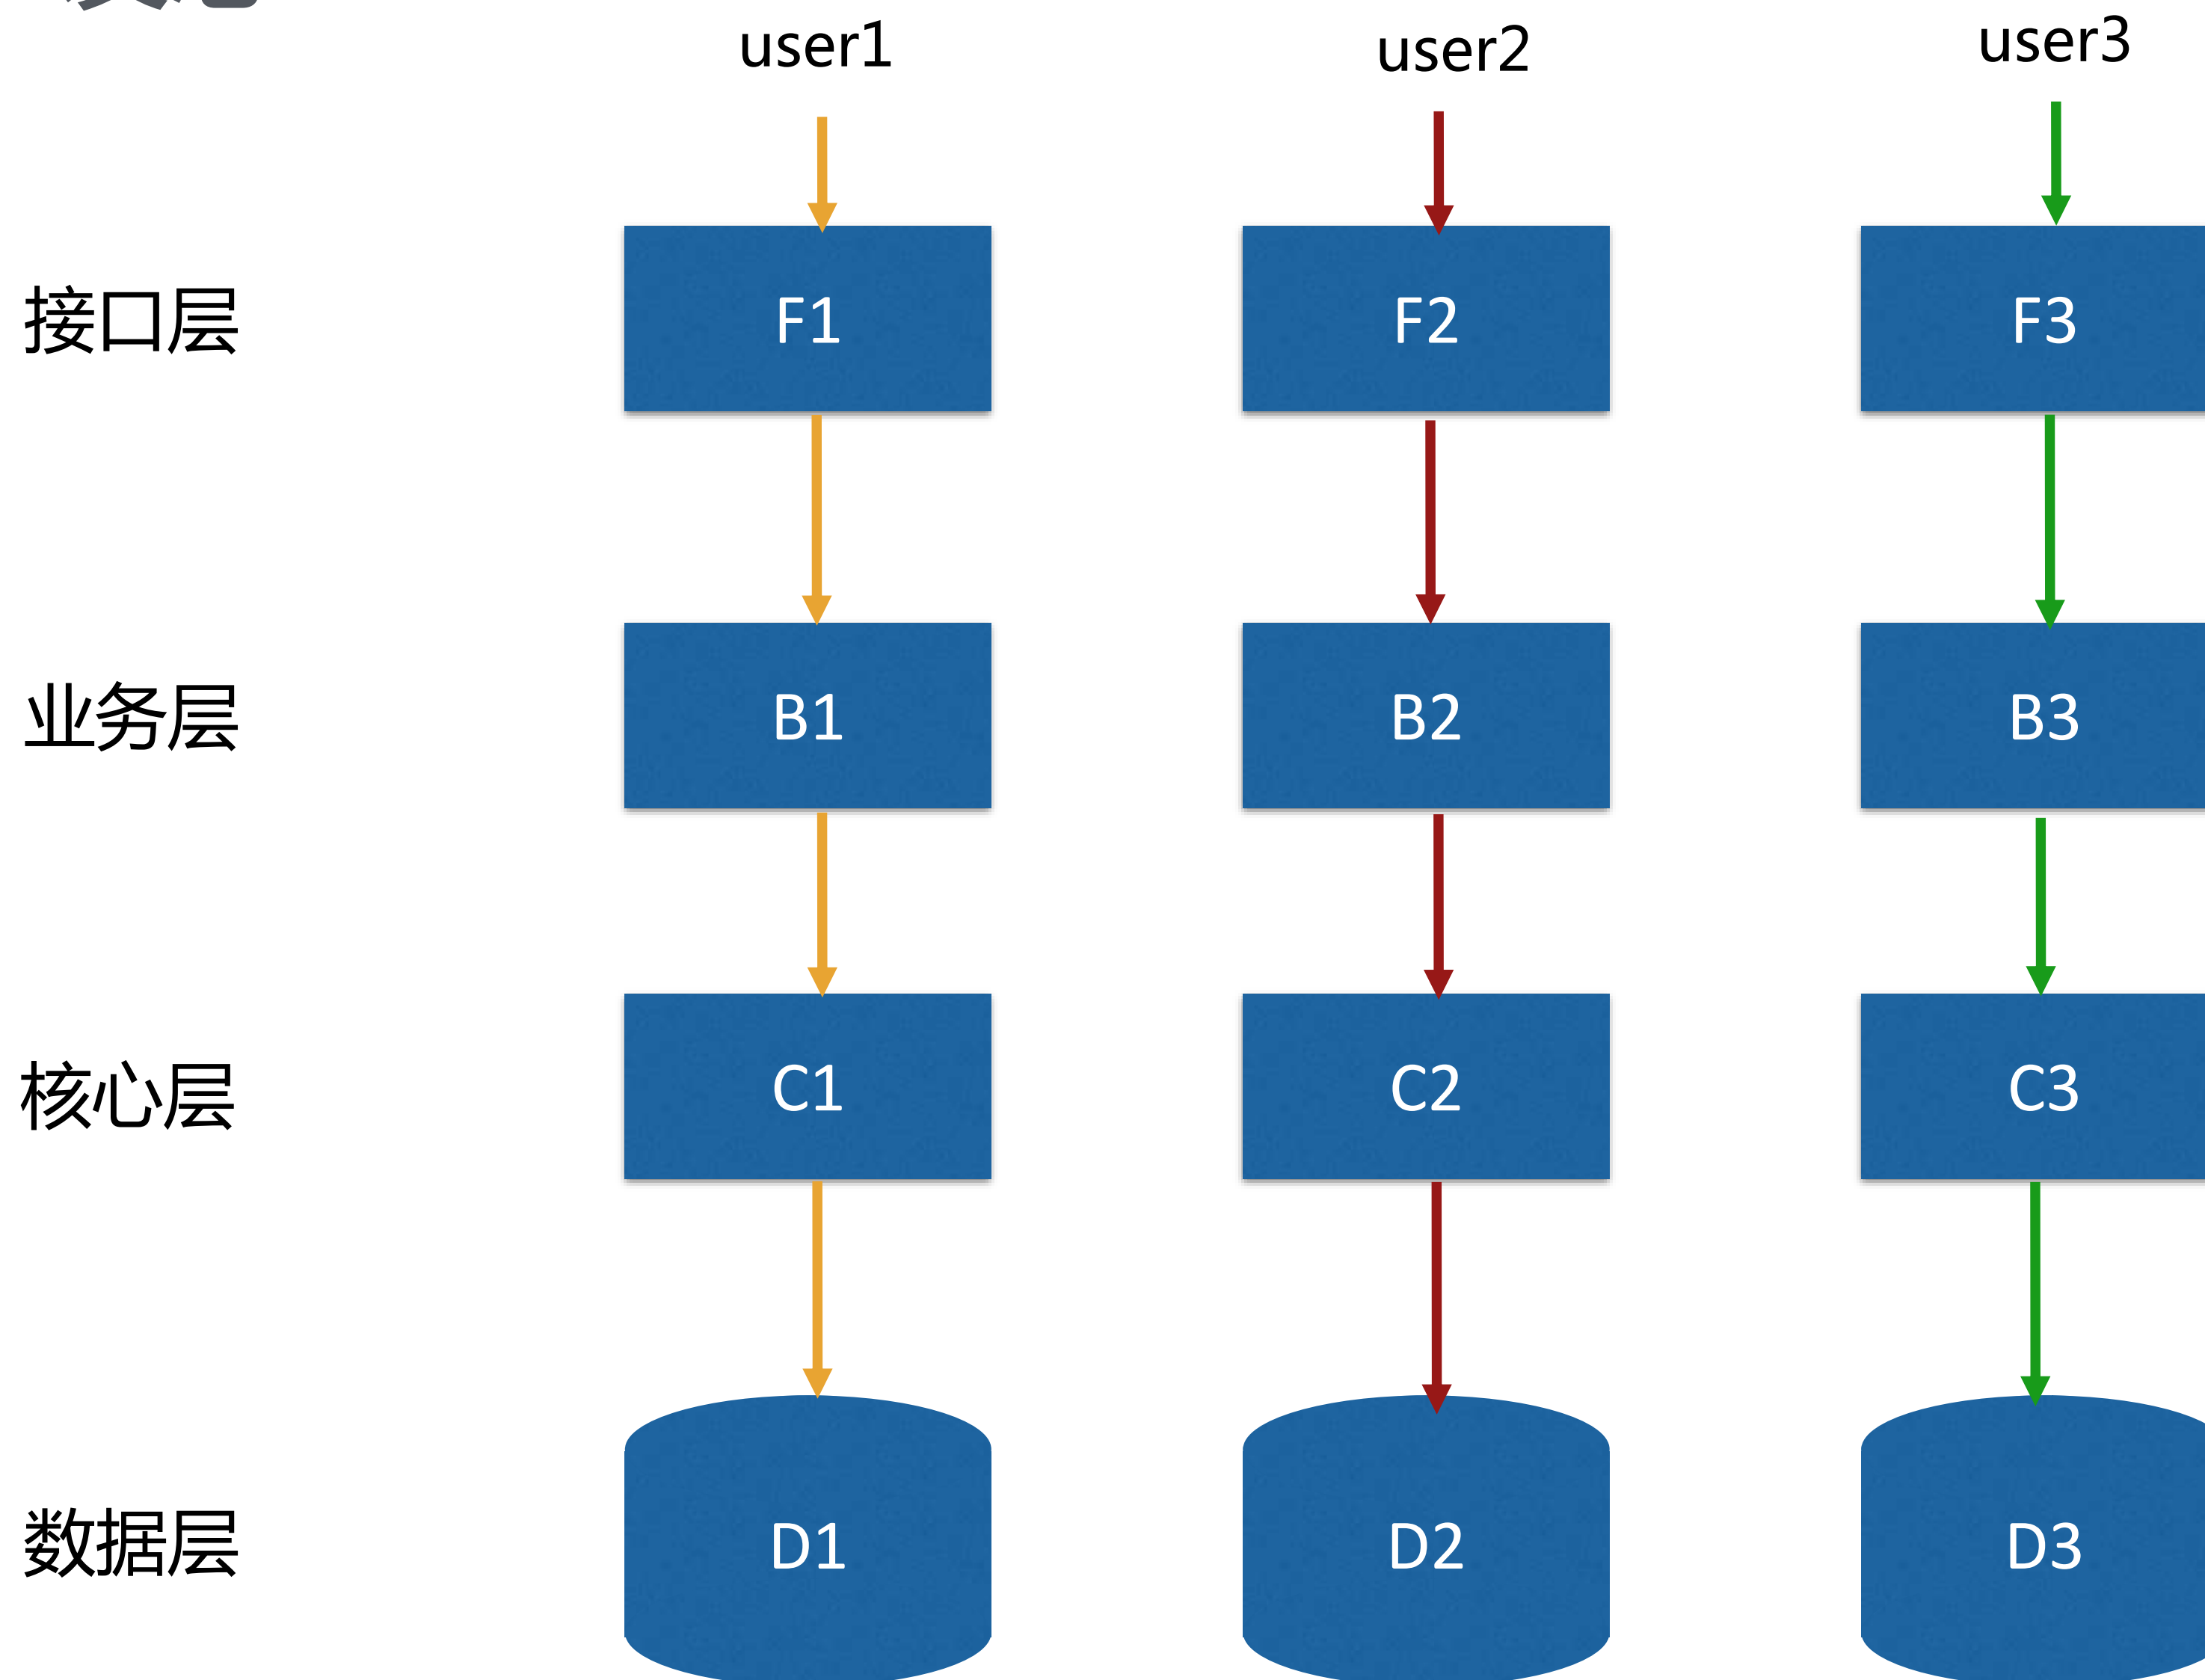 user1 user2 user3
接口层 F1 F2 F3
业务层 B1 B2 B3
核心层 C1 C2 C3
数据层 D1 D2 D3